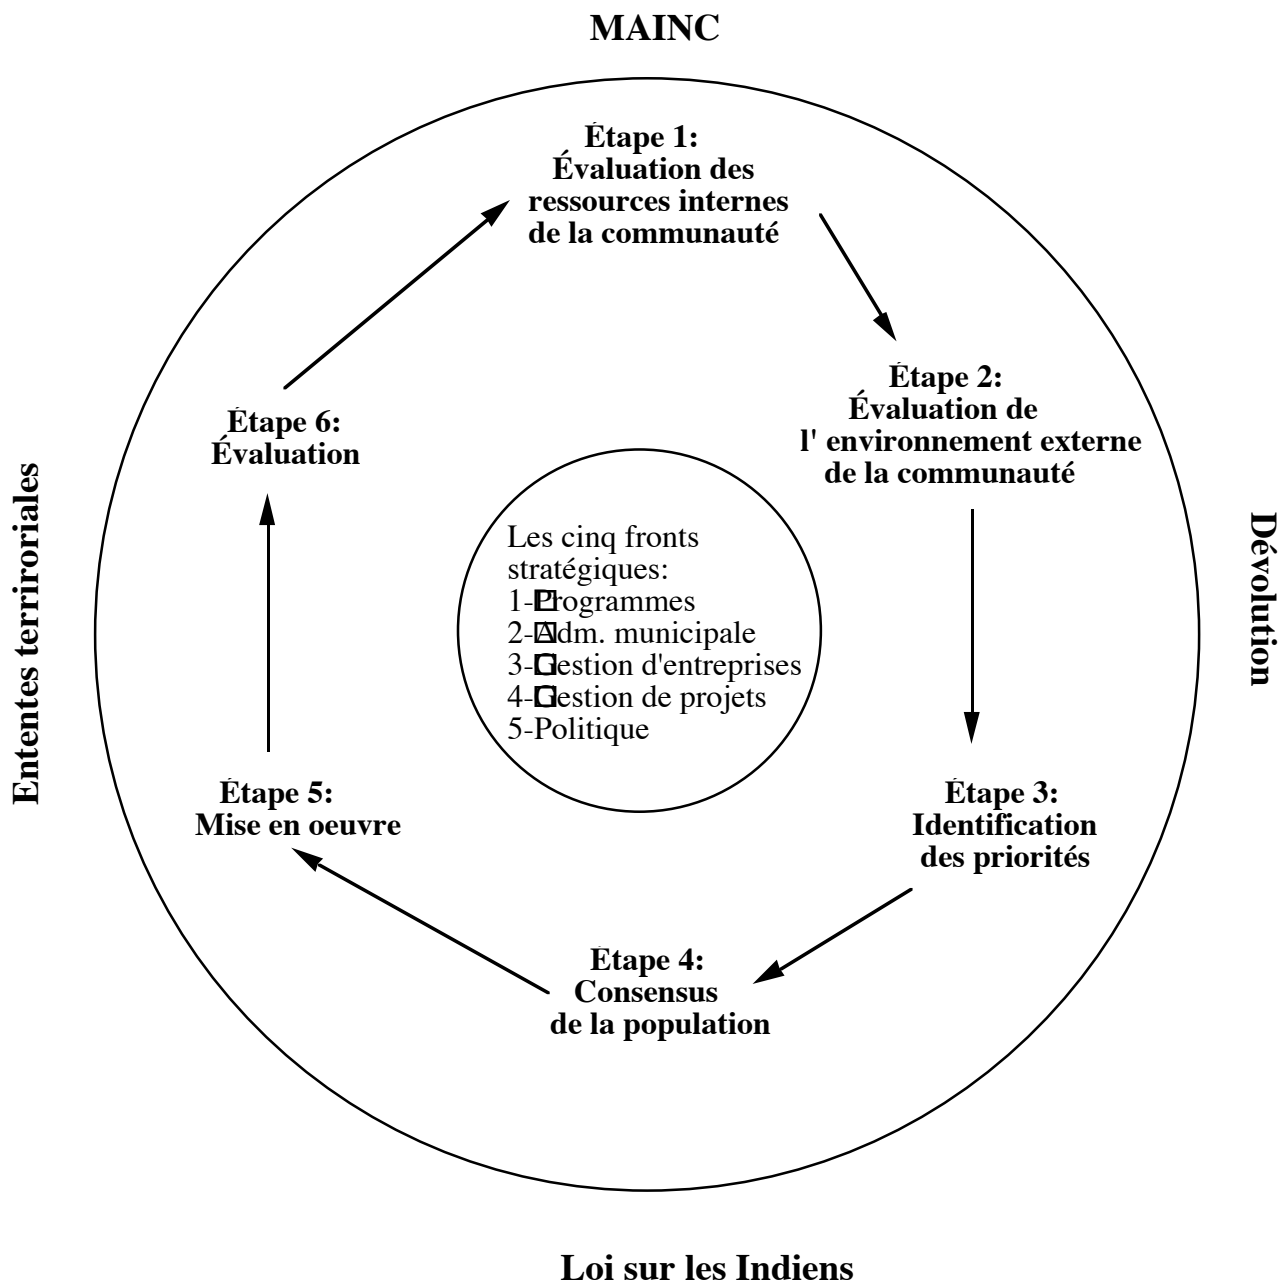 MAINC
Étape 1:
Évaluation des
ressources internes
de la communauté
Étape 2:
Évaluation de
l' environnement externe
de la communauté
Étape 6:
Évaluation
Ententes terriroriales
Dévolution
Les cinq fronts
stratégiques:
1-Programmes
2-Adm. municipale
3-Gestion d'entreprises
4-Gestion de projets
5-Politique
Étape 5:
Mise en oeuvre
Étape 3:
Identification
des priorités
Étape 4:
Consensus
de la population
Loi sur les Indiens